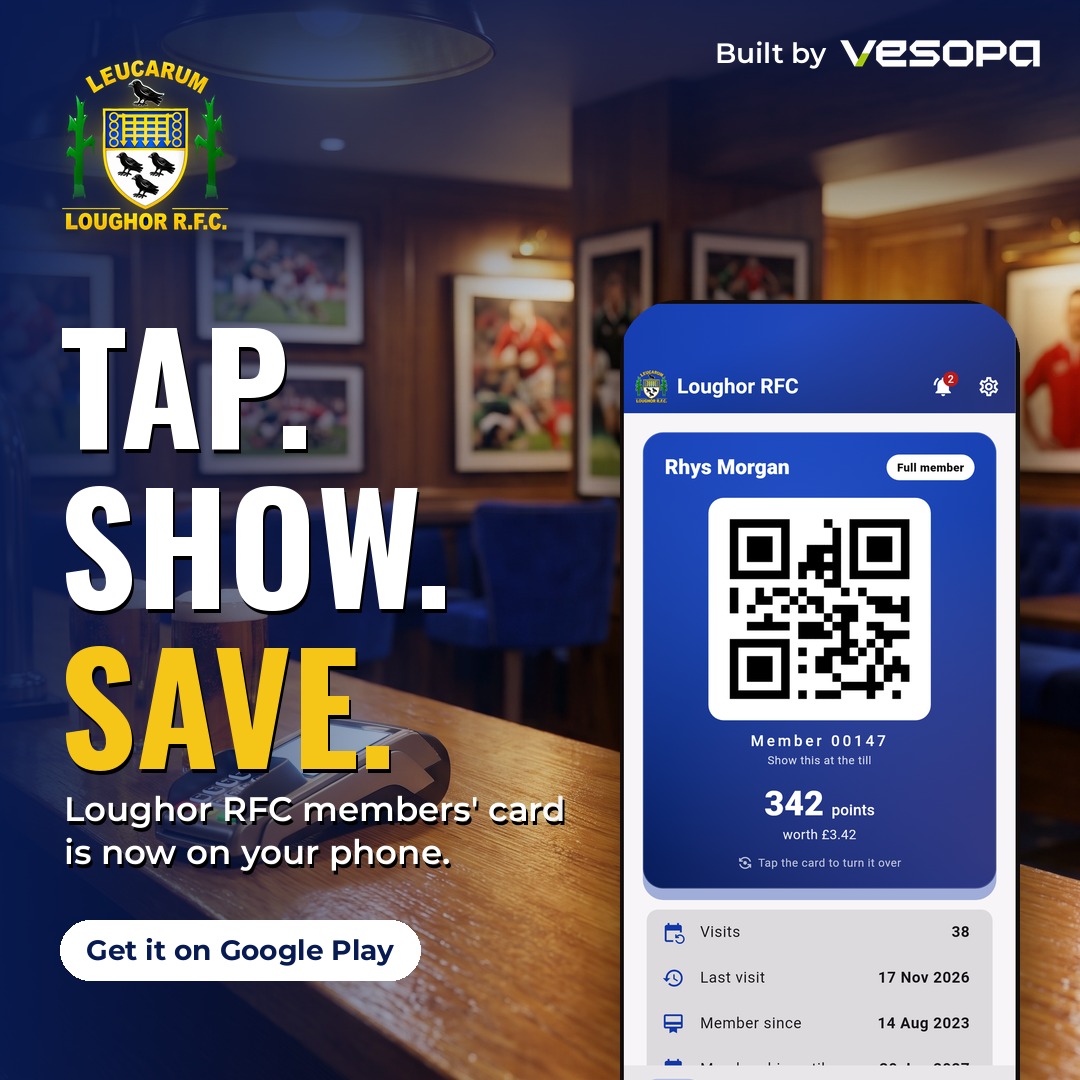 Built by vesopa
LEUCARUM
LOUGHOR R.F.C.
TAP.
SHOW.
SAVE.
Loughor RFC members' card
is now on your phone.
Get it on Google Play
Loughor RFC
2
Rhys Morgan
Full member
Member 00147
Show this at the till
342 points
worth £3.42
Tap the card to turn it over
Visits 38
Last visit 17 Nov 2026
Member since 14 Aug 2023